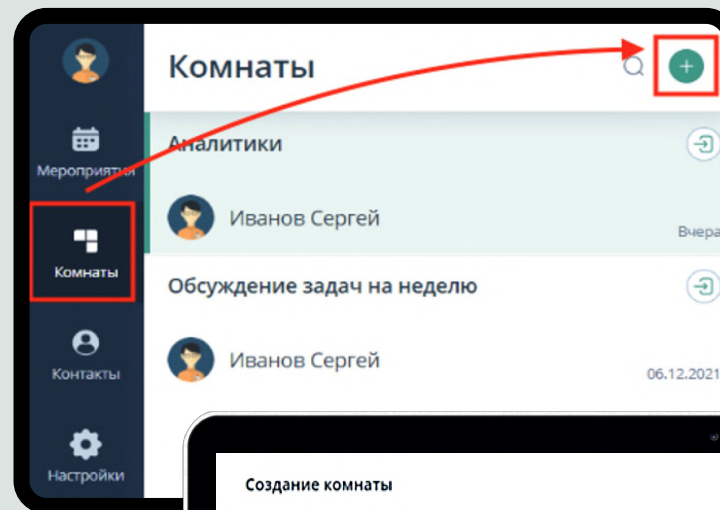 Комнаты
Мероприятия
Комнаты
Контакты
Настройки
Аналитики
Иванов Сергей
Вчера
Обсуждение задач на неделю
Иванов Сергей
06.12.2021
Создание комнаты